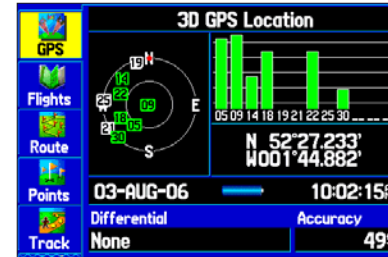 3D GPS Location
GPS
Flights
Route
Points
Track
19 N
14
25 22
09
E
18
21 05
30
S
05 09 14 18 19 21 22 25 30
N 52°27.233'
W001°44.882'
03-AUG-06
10:02:15
Differential
Accuracy
None
49